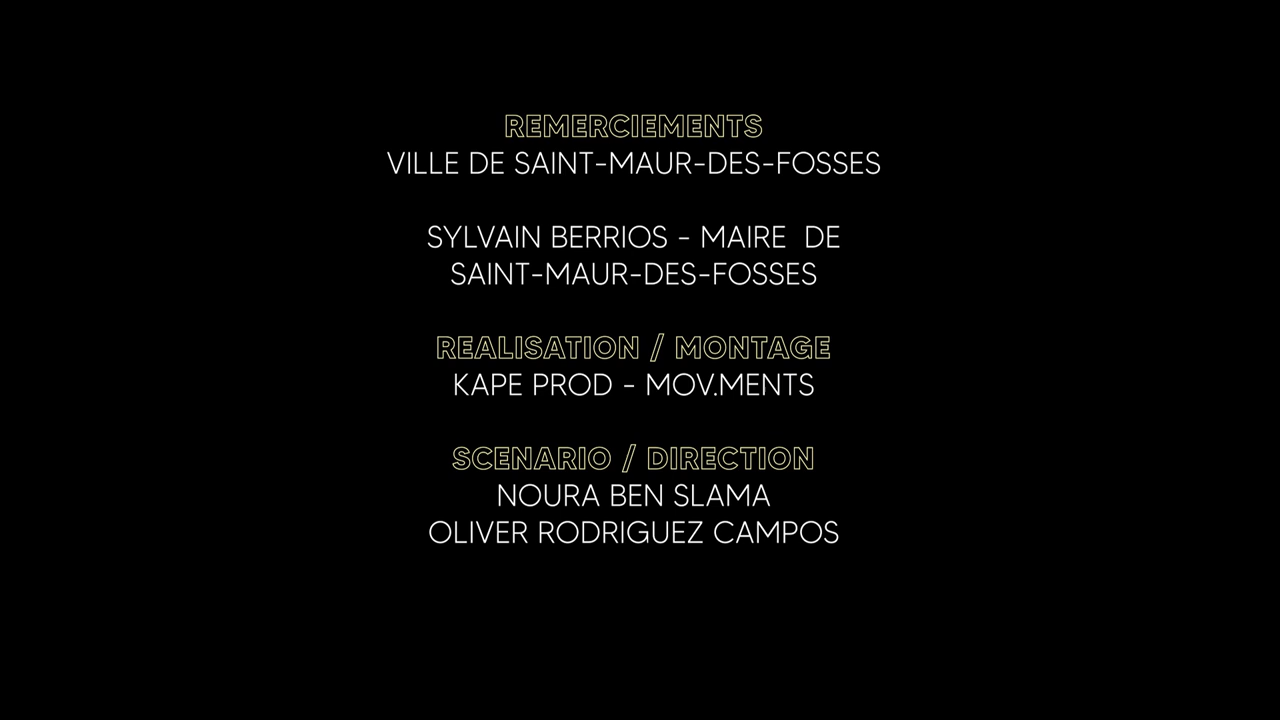 REMERCIEMENTS
VILLE DE SAINT-MAUR-DES-FOSSES
SYLVAIN BERRIOS - MAIRE  DE
SAINT-MAUR-DES-FOSSES
REALISATION / MONTAGE
KAPE PROD - MOV.MENTS
SCENARIO / DIRECTION
NOURA BEN SLAMA
OLIVER RODRIGUEZ CAMPOS